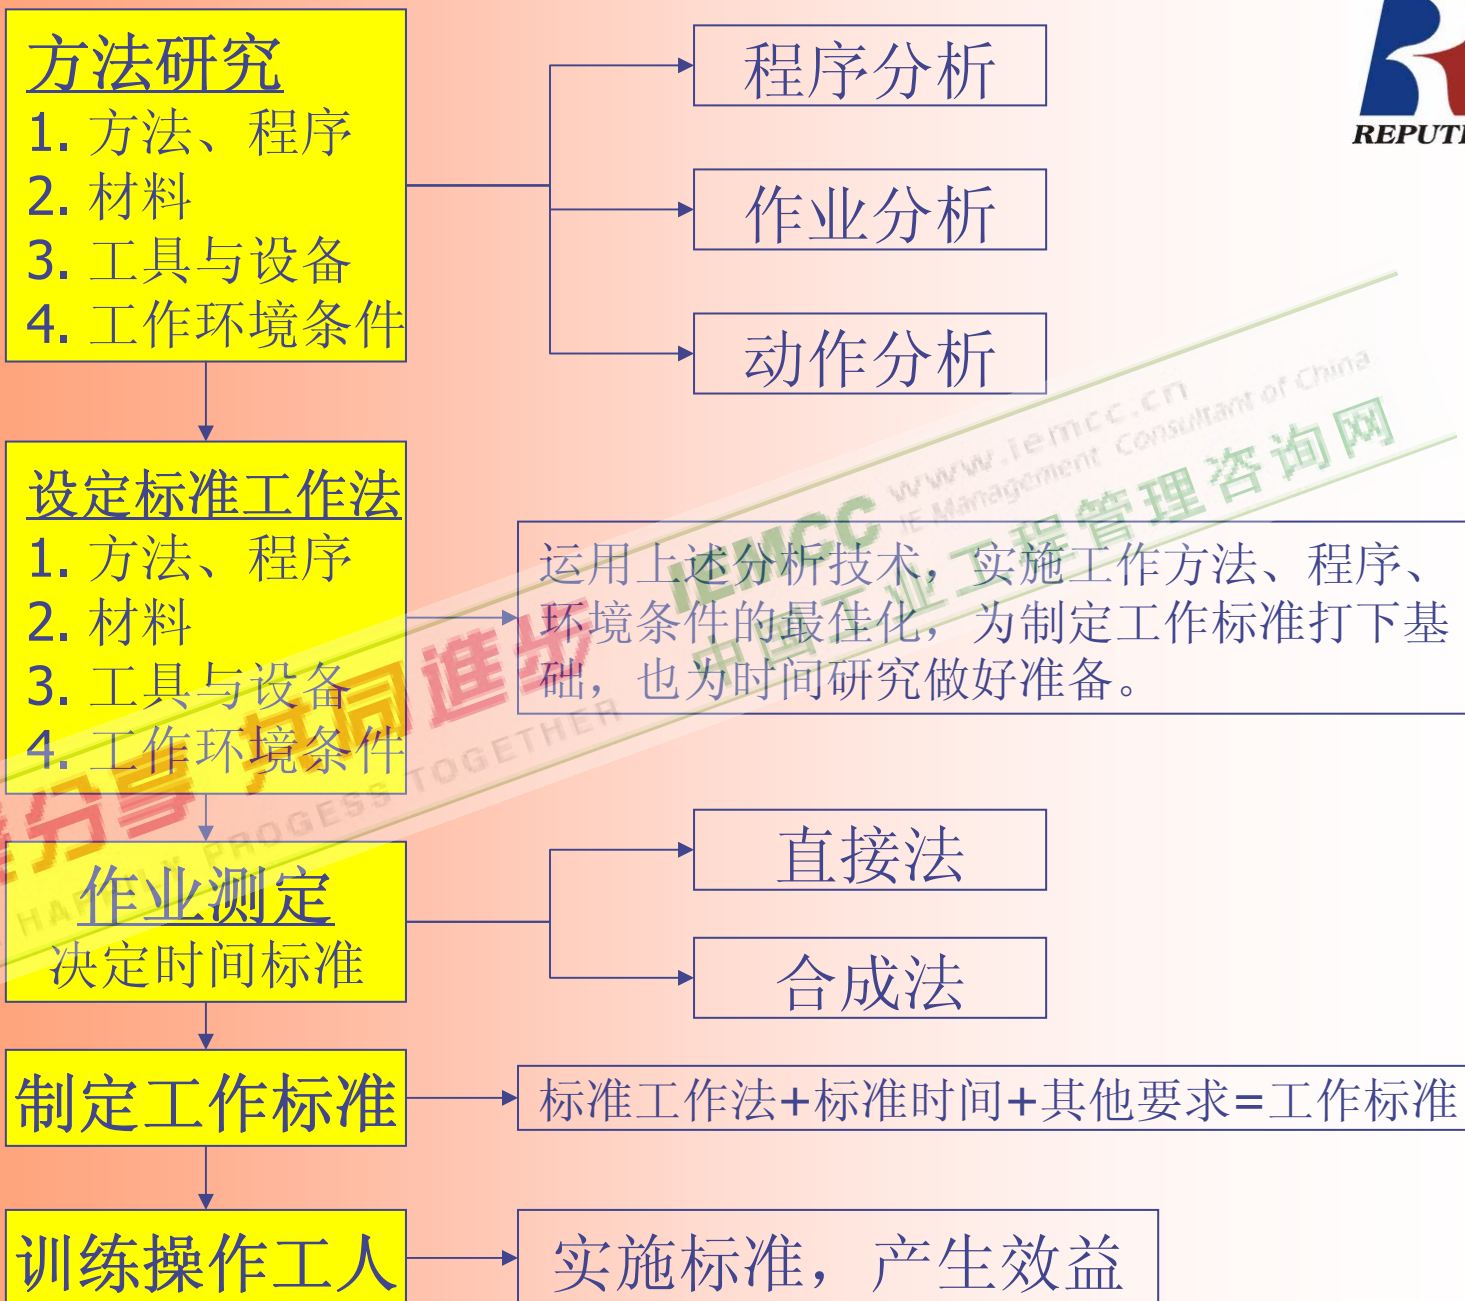 方法研究
1. 方法、程序
2. 材料
3. 工具与设备
4. 工作环境条件
程序分析
作业分析
动作分析
设定标准工作法
1. 方法、程序
2. 材料
3. 工具与设备
4. 工作环境条件
运用上述分析技术，实施工作方法、程序、
环境条件的最佳化，为制定工作标准打下基
础，也为时间研究做好准备。
作业测定
决定时间标准
直接法
合成法
制定工作标准
标准工作法+标准时间+其他要求=工作标准
训练操作工人
实施标准，产生效益
IEMCC www.iemcc.cn
IE Management Consultant of China
中国工业工程管理咨询网
分享 共同進步
PROGESS TOGETHER